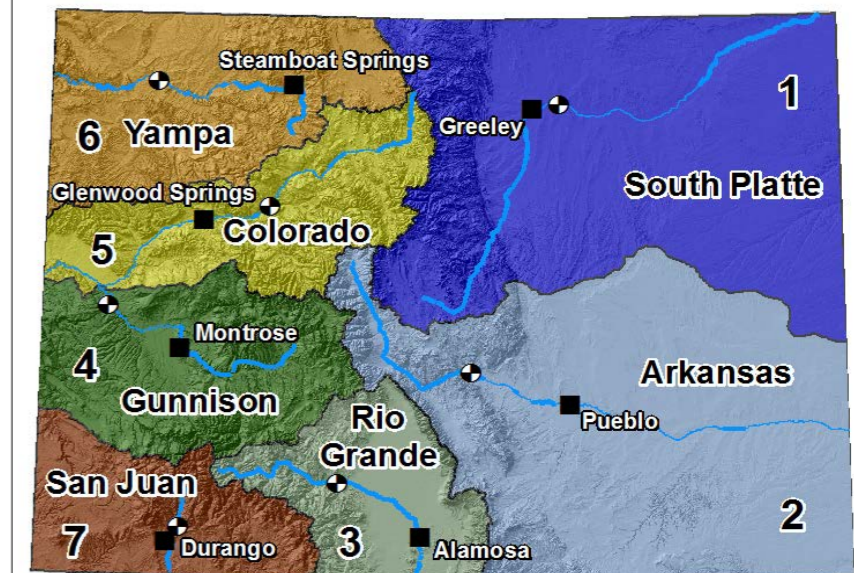 Steamboat Springs
1
Greeley
6 Yampa
South Platte
Glenwood Springs
Colorado
5
Montrose
4
Arkansas
Gunnison
Rio
Grande
Pueblo
San Juan
7
Durango
3
Alamosa
2